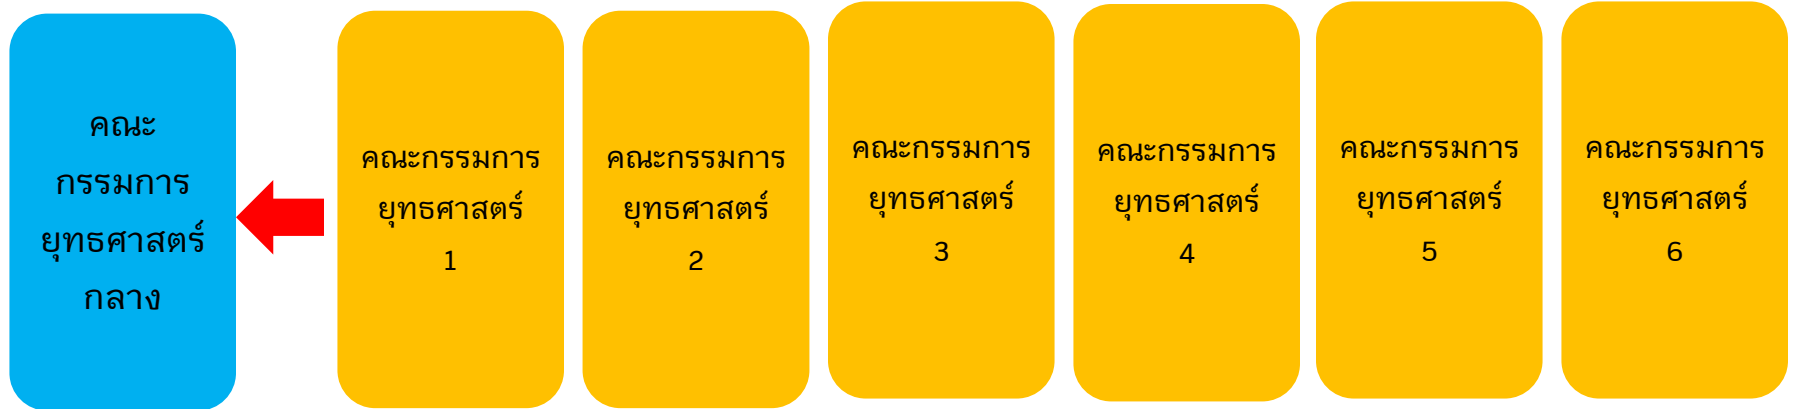 คณะ
กรรมการ
ยุทธศาสตร์
กลาง
คณะกรรมการ
ยุทธศาสตร์
1
คณะกรรมการ
ยุทธศาสตร์
2
คณะกรรมการ
ยุทธศาสตร์
3
คณะกรรมการ
ยุทธศาสตร์
4
คณะกรรมการ
ยุทธศาสตร์
5
คณะกรรมการ
ยุทธศาสตร์
6